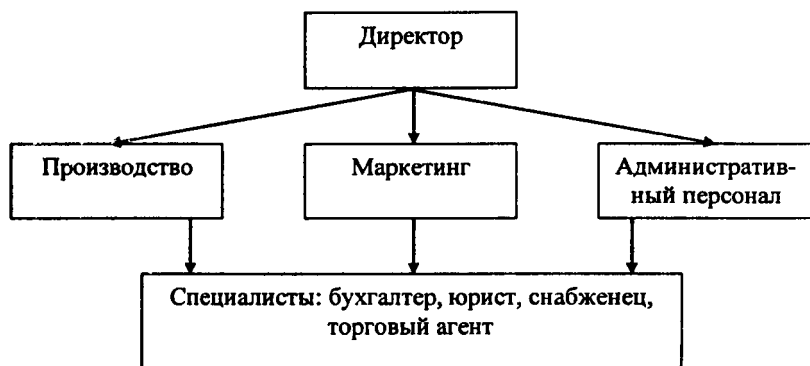 Директор
Производство
Маркетинг
Административ-
ный персонал
Специалисты: бухгалтер, юрист, снабженец,
торговый агент